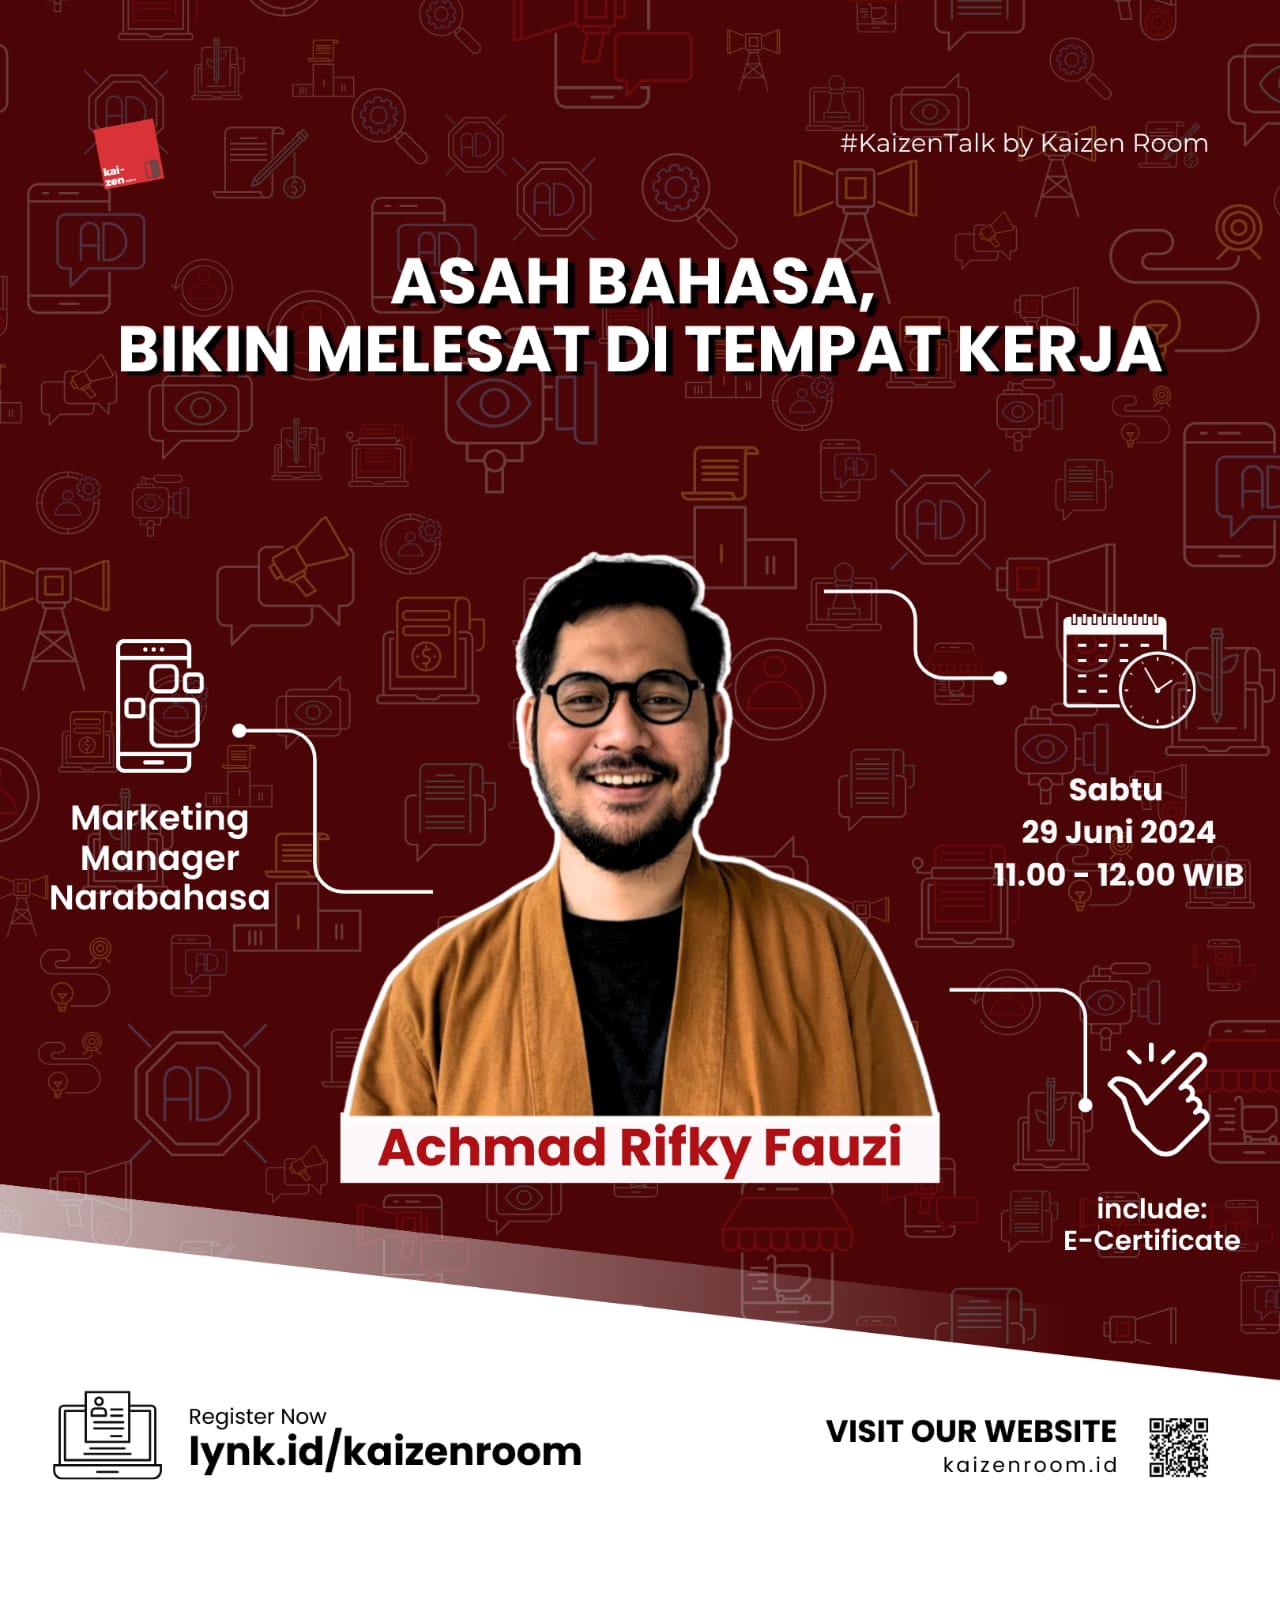 kai-
zen
#KaizenTalk by Kaizen Room
ASAH BAHASA,
BIKIN MELESAT DI TEMPAT KERJA
Marketing
Manager
Narabahasa
Sabtu
29 Juni 2024
11.00 - 12.00 WIB
Achmad Rifky Fauzi
include:
E-Certificate
Register Now
lynk.id/kaizenroom
VISIT OUR WEBSITE
kaizenroom.id